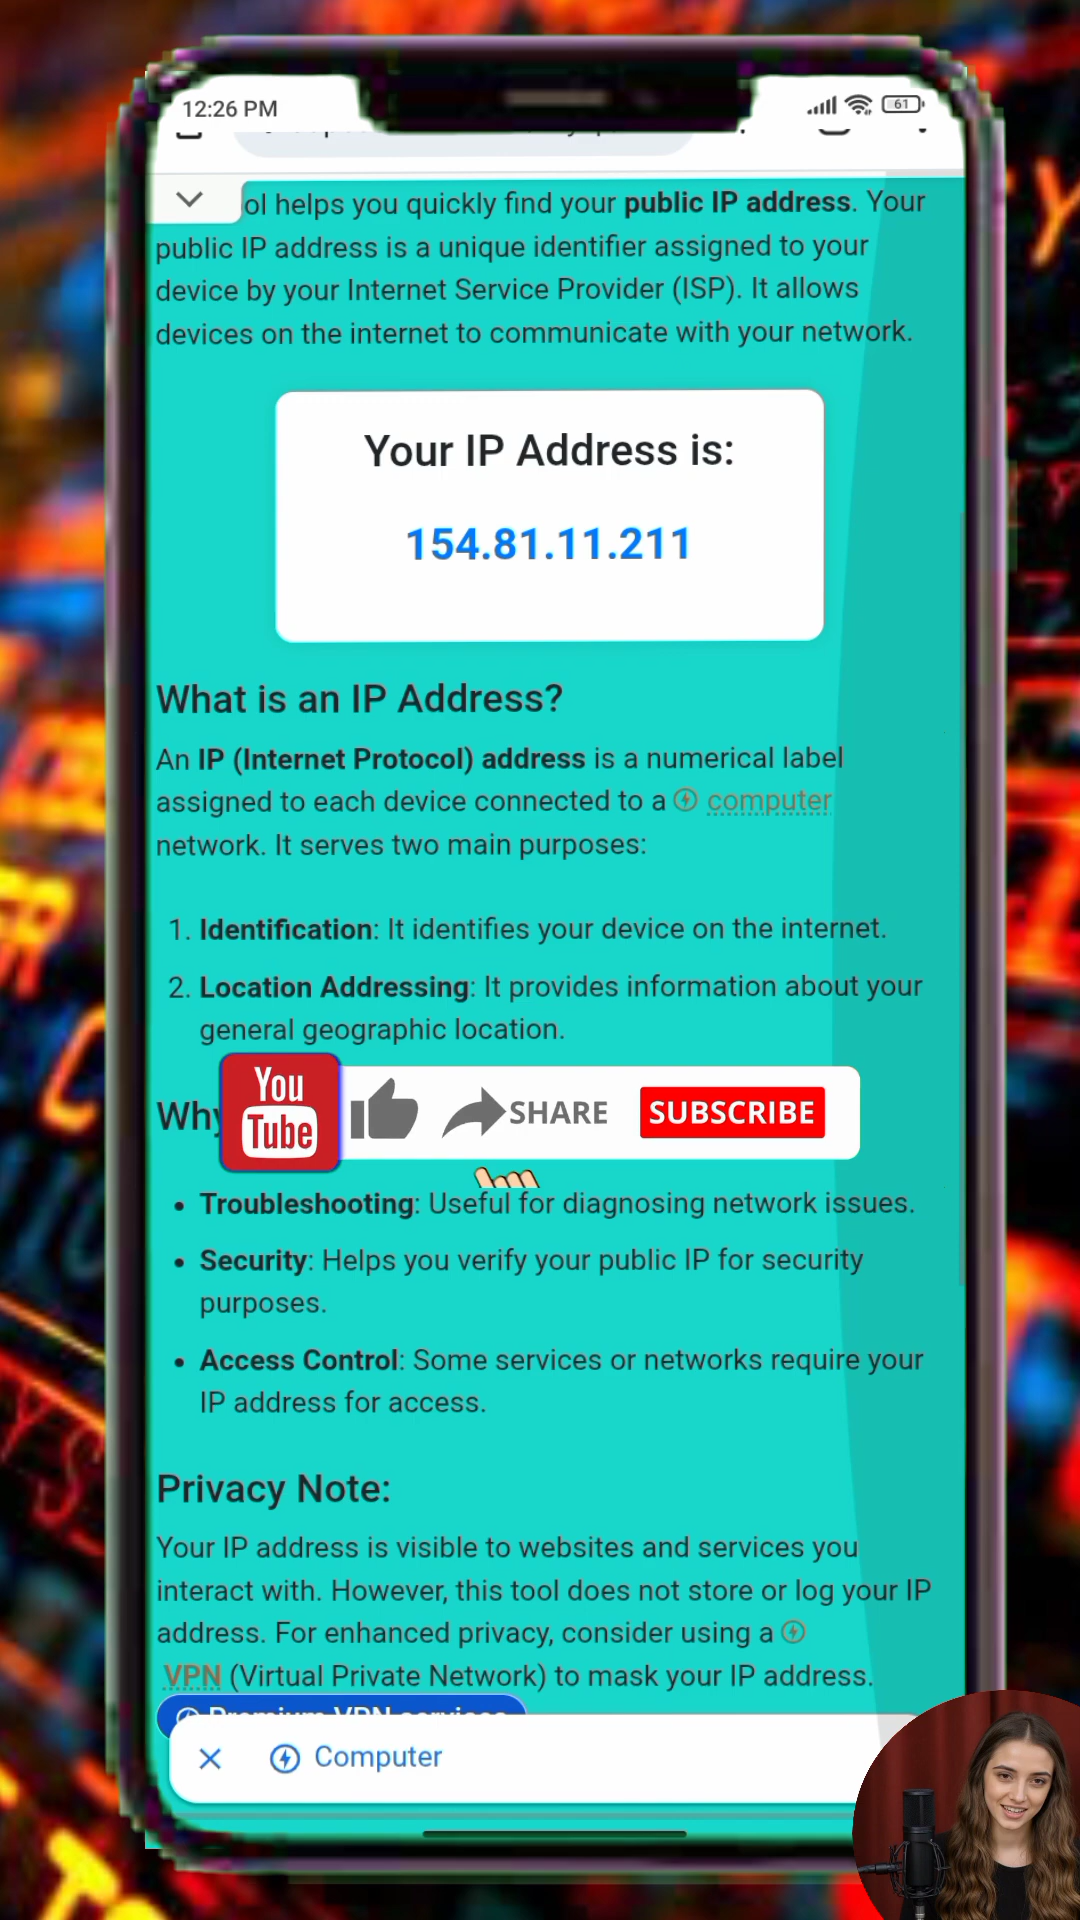 12:26 PM
61
ol helps you quickly find your public IP address. Your
public IP address is a unique identifier assigned to your
device by your Internet Service Provider (ISP). It allows
devices on the internet to communicate with your network.
Your IP Address is:
154.81.11.211
What is an IP Address?
An IP (Internet Protocol) address is a numerical label
assigned to each device connected to a computer
network. It serves two main purposes:
1. Identification: It identifies your device on the internet.
2. Location Addressing: It provides information about your
general geographic location.
Why
You
Tube
SHARE
SUBSCRIBE
• Troubleshooting: Useful for diagnosing network issues.
• Security: Helps you verify your public IP for security
purposes.
• Access Control: Some services or networks require your
IP address for access.
Privacy Note:
Your IP address is visible to websites and services you
interact with. However, this tool does not store or log your IP
address. For enhanced privacy, consider using a
VPN (Virtual Private Network) to mask your IP address.
Premium VPN services
Computer